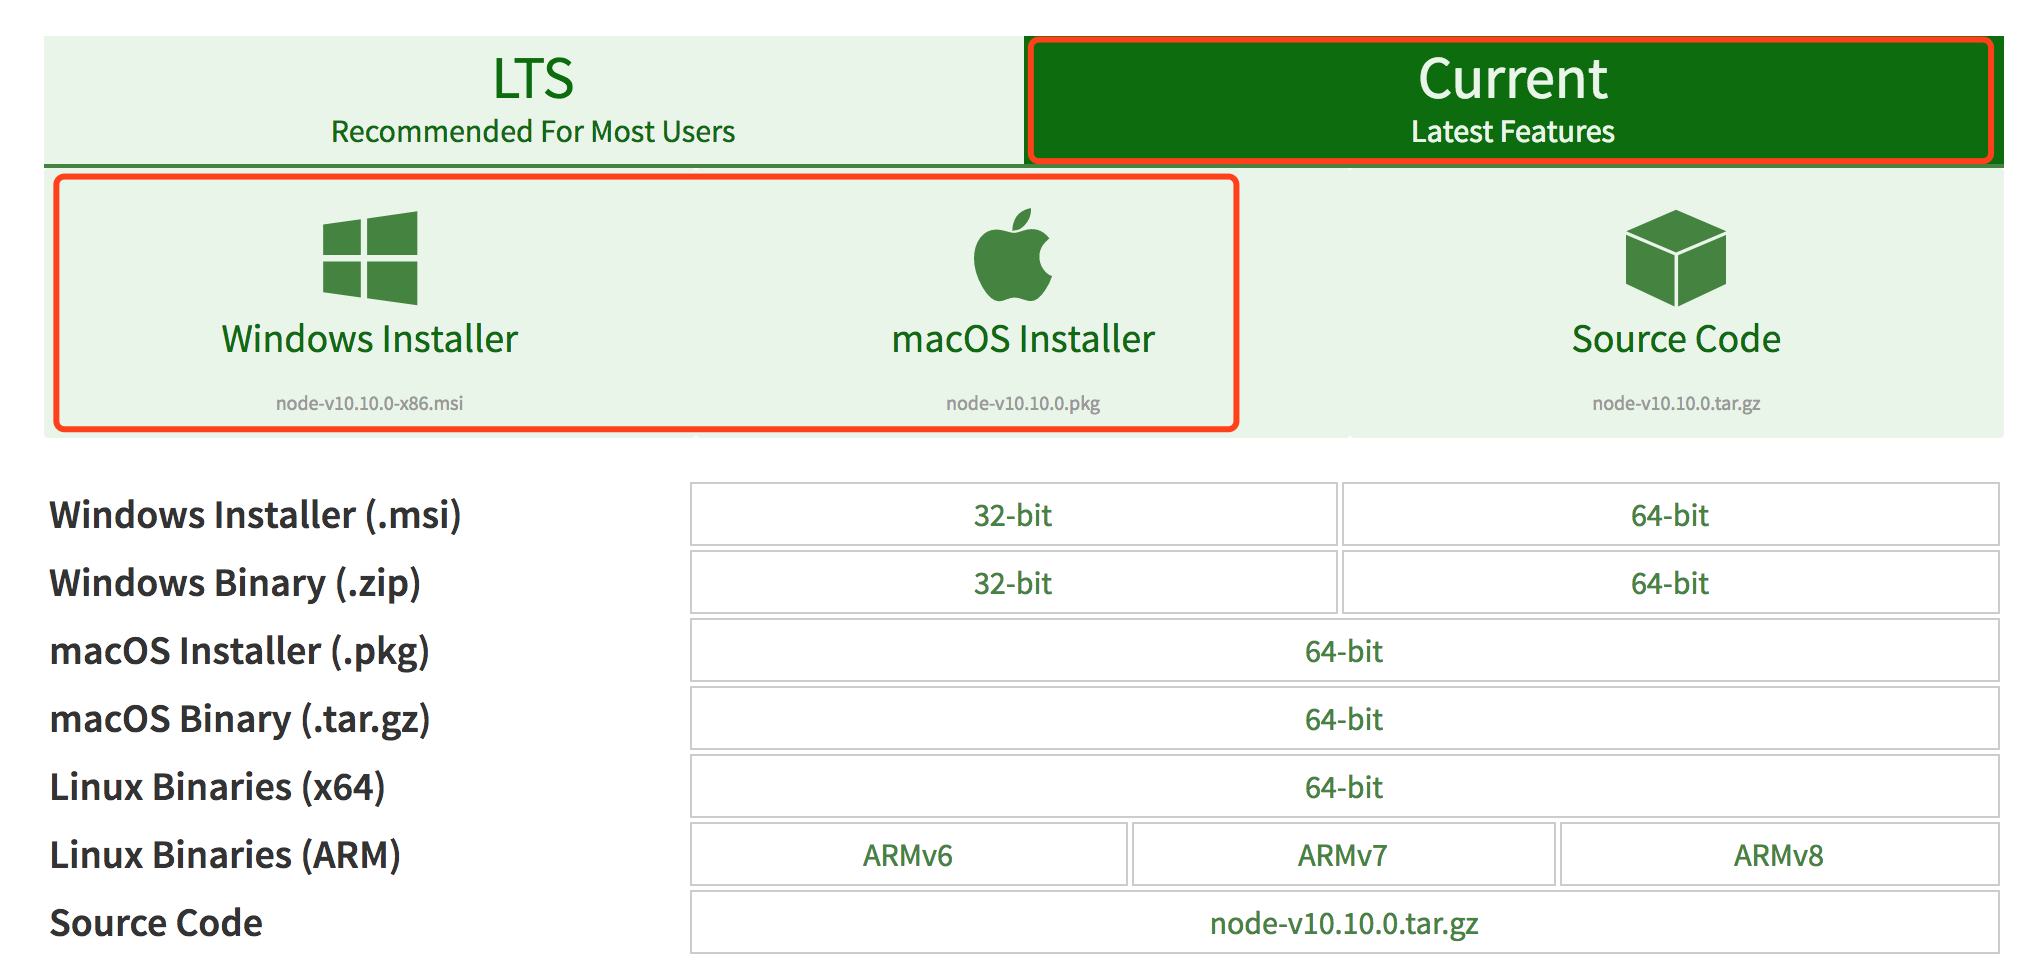 LTS
Recommended For Most Users
Current
Latest Features
Windows Installer
node-v10.10.0-x86.msi
macOS Installer
node-v10.10.0.pkg
Source Code
node-v10.10.0.tar.gz
Windows Installer (.msi) 32-bit 64-bit
Windows Binary (.zip) 32-bit 64-bit
macOS Installer (.pkg) 64-bit
macOS Binary (.tar.gz) 64-bit
Linux Binaries (x64) 64-bit
Linux Binaries (ARM) ARMv6 ARMv7 ARMv8
Source Code node-v10.10.0.tar.gz